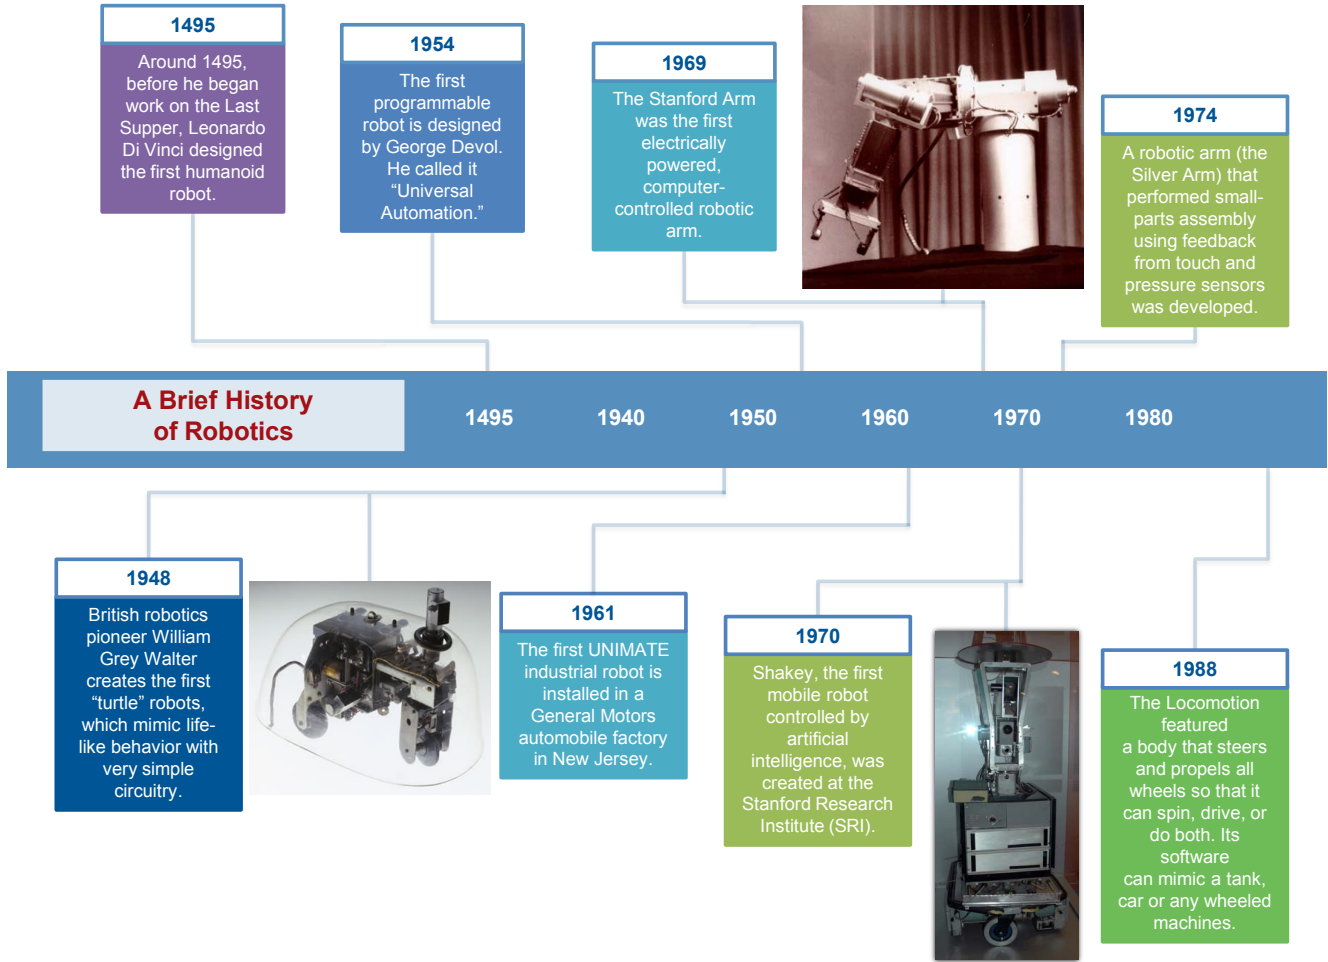 1495
Around 1495,
before he began
work on the Last
Supper, Leonardo
Di Vinci designed
the first humanoid
robot.
1954
The first
programmable
robot is designed
by George Devol.
He called it
“Universal
Automation.”
1969
The Stanford Arm
was the first
electrically
powered,
computer-
controlled robotic
arm.
1974
A robotic arm (the
Silver Arm) that
performed small-
parts assembly
using feedback
from touch and
pressure sensors
was developed.
A Brief History
of Robotics
1495 1940 1950 1960 1970 1980
1948
British robotics
pioneer William
Grey Walter
creates the first
“turtle” robots,
which mimic life-
like behavior with
very simple
circuitry.
1961
The first UNIMATE
industrial robot is
installed in a
General Motors
automobile factory
in New Jersey.
1970
Shakey, the first
mobile robot
controlled by
artificial
intelligence, was
created at the
Stanford Research
Institute (SRI).
1988
The Locomotion
featured
a body that steers
and propels all
wheels so that it
can spin, drive, or
do both. Its
software
can mimic a tank,
car or any wheeled
machines.